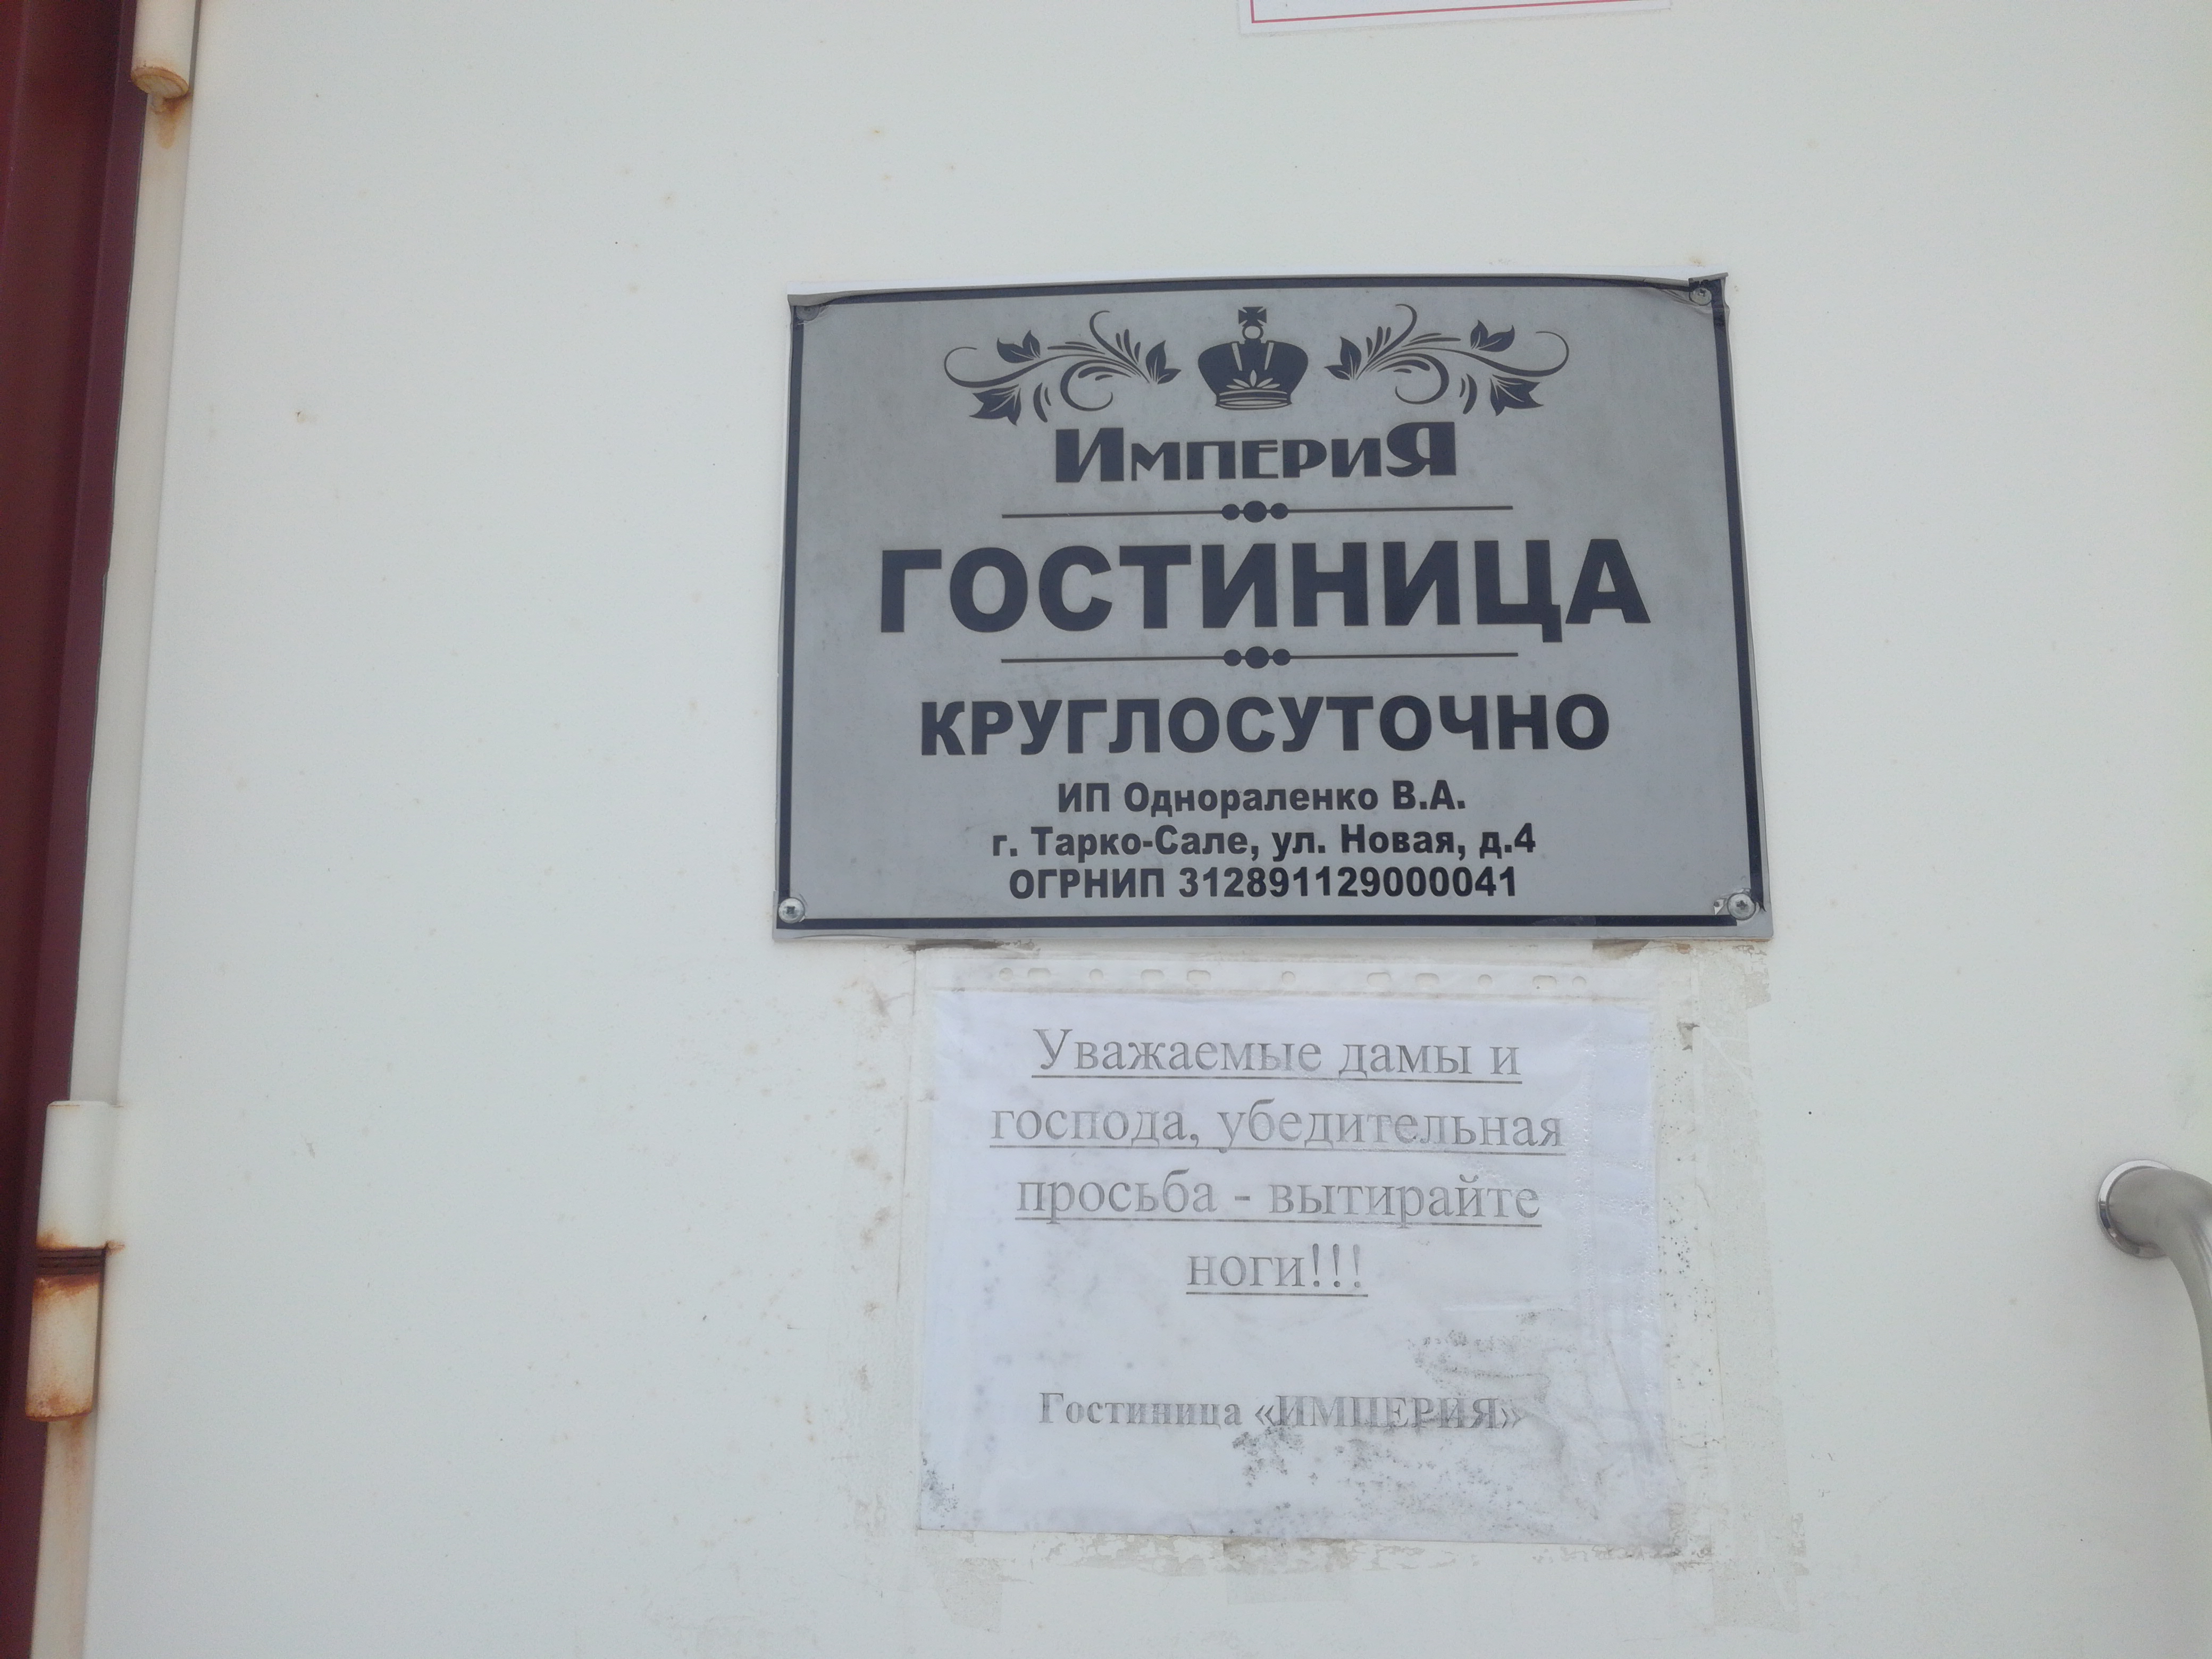 ИмпериЯ
ГОСТИНИЦА
КРУГЛОСУТОЧНО
ИП Однораленко В.А.
г. Тарко-Сале, ул. Новая, д.4
ОГРНИП 312891129000041
Уважаемые дамы и
господа, убедительная
просьба - вытирайте
ноги!!!
Гостиница «ИМПЕРИЯ»